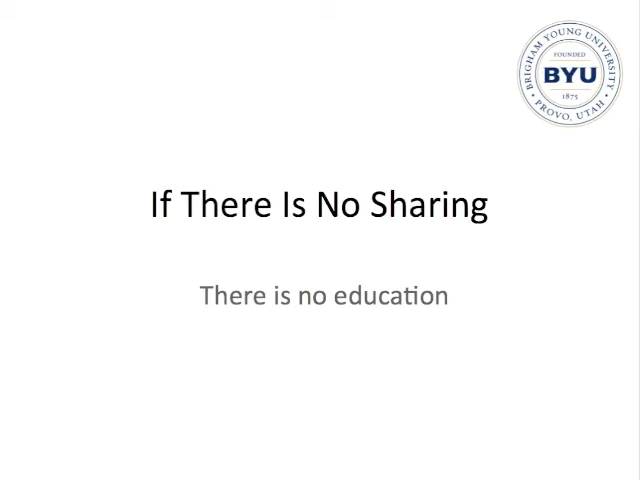 BRIGHAM YOUNG UNIVERSITY
FOUNDED
BYU
1875
• PROVO, UTAH •
If There Is No Sharing
There is no education